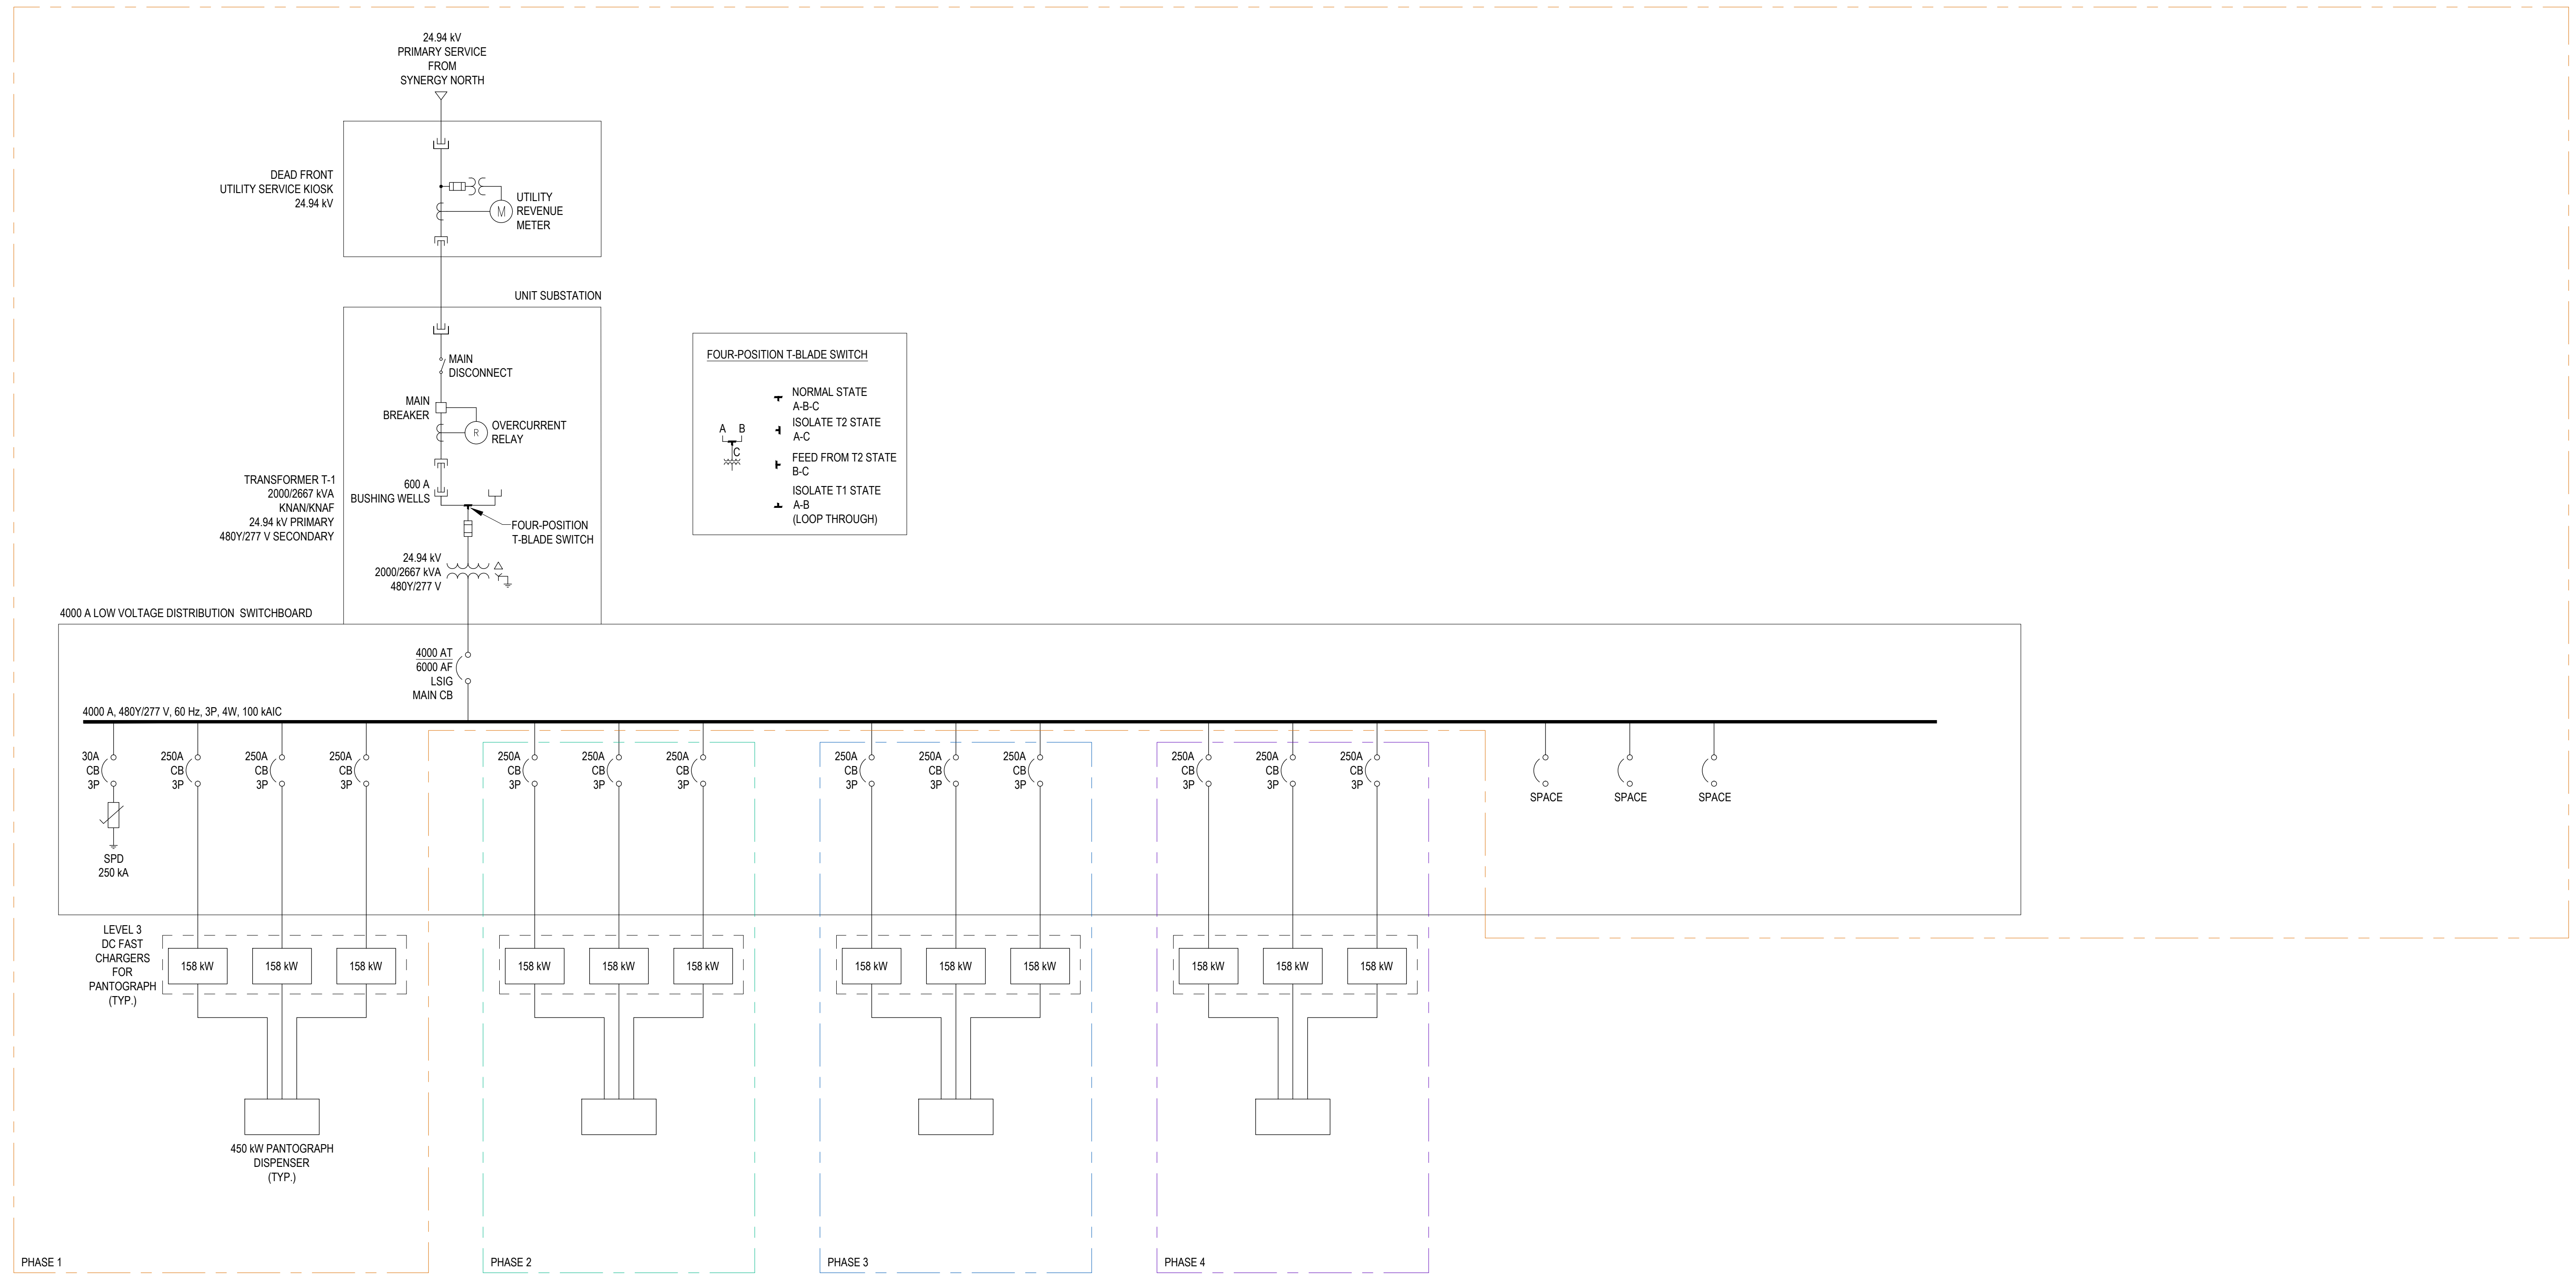 24.94 kV
PRIMARY SERVICE
FROM
SYNERGY NORTH
DEAD FRONT
UTILITY SERVICE KIOSK
24.94 kV
M
UTILITY
REVENUE
METER
UNIT SUBSTATION
MAIN
DISCONNECT
MAIN
BREAKER
R
OVERCURRENT
RELAY
TRANSFORMER T-1
2000/2667 kVA
KNAN/KNAF
24.94 kV PRIMARY
480Y/277 V SECONDARY
600 A
BUSHING WELLS
FOUR-POSITION
T-BLADE SWITCH
24.94 kV
2000/2667 kVA
480Y/277 V
FOUR-POSITION T-BLADE SWITCH
A B
C
NORMAL STATE
A-B-C
ISOLATE T2 STATE
A-C
FEED FROM T2 STATE
B-C
ISOLATE T1 STATE
A-B
(LOOP THROUGH)
4000 A LOW VOLTAGE DISTRIBUTION SWITCHBOARD
4000 AT
6000 AF
LSIG
MAIN CB
4000 A, 480Y/277 V, 60 Hz, 3P, 4W, 100 kAIC
30A
CB
3P
250A
CB
3P
250A
CB
3P
250A
CB
3P
250A
CB
3P
250A
CB
3P
250A
CB
3P
250A
CB
3P
250A
CB
3P
250A
CB
3P
250A
CB
3P
250A
CB
3P
250A
CB
3P
SPACE
SPACE
SPACE
SPD
250 kA
LEVEL 3
DC FAST
CHARGERS
FOR
PANTOGRAPH
(TYP.)
158 kW
158 kW
158 kW
158 kW
158 kW
158 kW
158 kW
158 kW
158 kW
158 kW
158 kW
158 kW
450 kW PANTOGRAPH
DISPENSER
(TYP.)
PHASE 1
PHASE 2
PHASE 3
PHASE 4